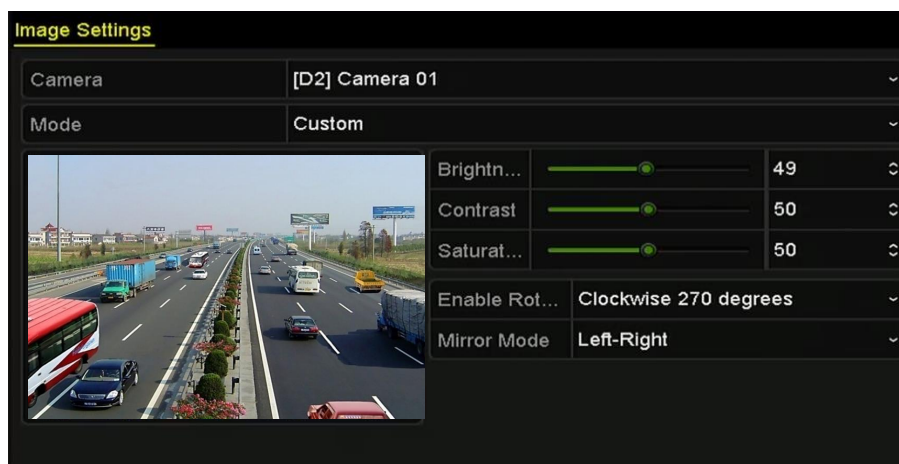 Image Settings
Camera [D2] Camera 01
Mode Custom
Brightn... 49
Contrast 50
Saturat... 50
Enable Rot... Clockwise 270 degrees
Mirror Mode Left-Right